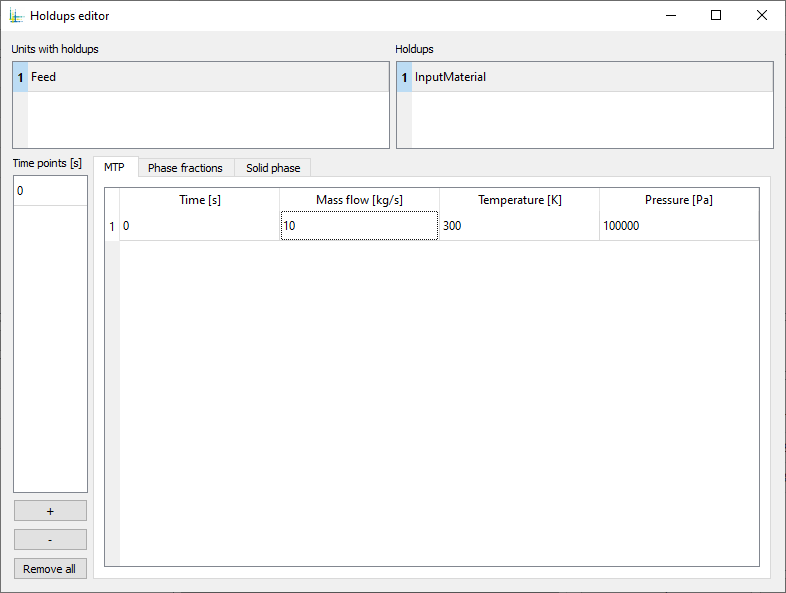 Holdups editor
Units with holdups
Holdups
1 Feed
1 InputMaterial
Time points [s]
MTP Phase fractions Solid phase
0
Time [s] Mass flow [kg/s] Temperature [K] Pressure [Pa]
1 0 10 300 100000
+
-
Remove all